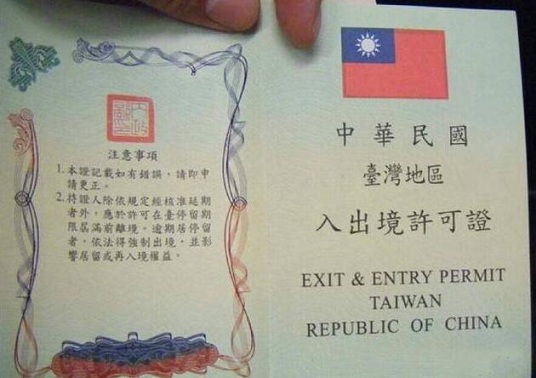 注意事項
1. 本證記載如有錯誤，請即申
請更正。
2. 持證人除依規定經核准延期
者外，應於許可在臺停留期
限屆滿前離境。逾期居停留
者，依法得強制出境，並影
響居留或再入境權益。
中華民國
臺灣地區
入出境許可證
EXIT & ENTRY PERMIT
TAIWAN
REPUBLIC OF CHINA